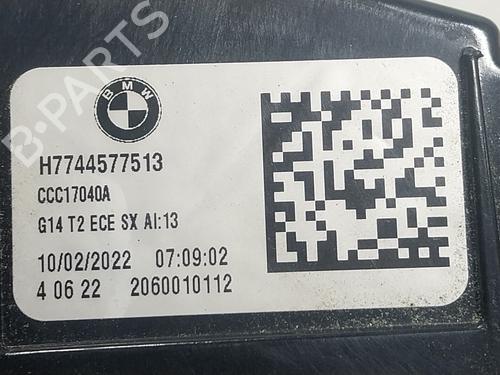 B-PARTS
BMW
H7744577513
CCC17040A
G14 T2 ECE SX AI:13
10/02/2022 07:09:02
4 06 22 2060010112